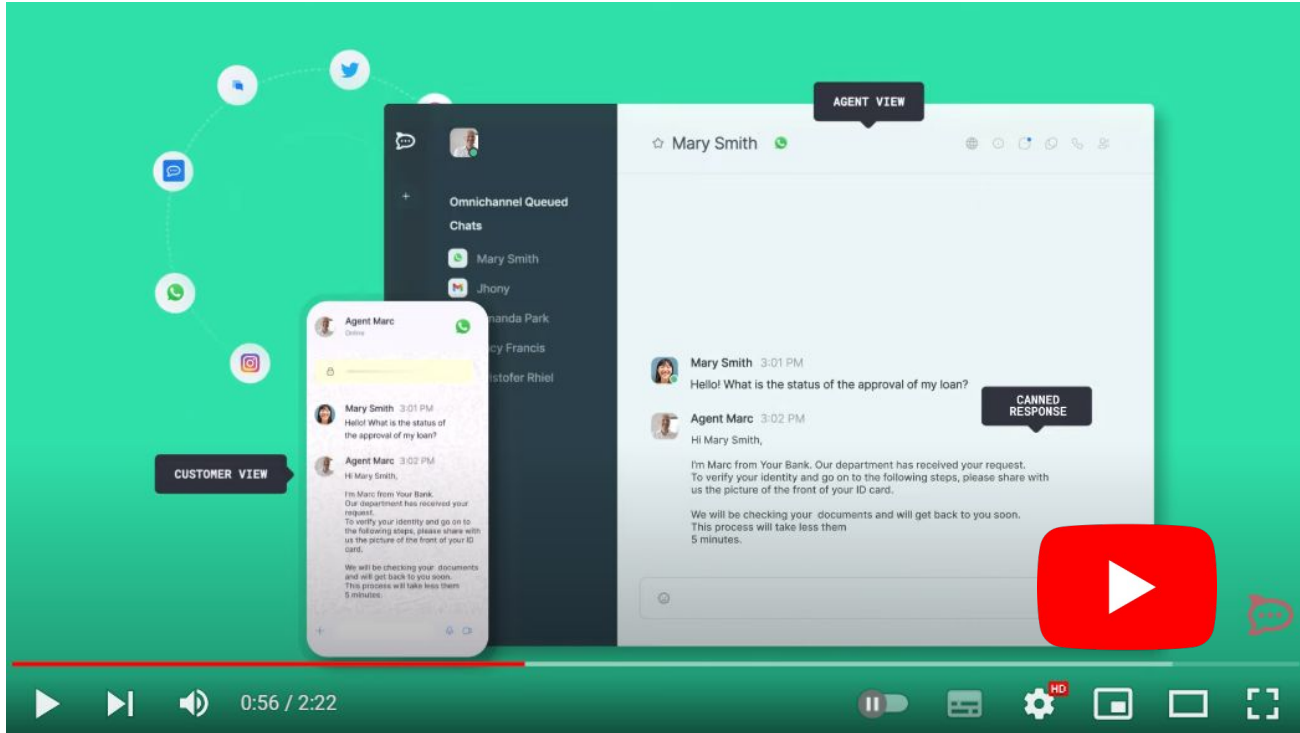 AGENT VIEW
Mary Smith
Omnichannel Queued
Chats
Mary Smith
Jhony
Park
Francis
Rhiel
Agent Marc
Online
Mary Smith 3:01 PM
Hello! What is the status of
the approval of my loan?
Agent Marc 3:02 PM
Hi Mary Smith,
I'm Marc from Your Bank.
Our department has received your
request.
To verify your identity and go on to
the following steps, please share with
us the picture of the front of your ID
card.
We will be checking your documents
and will get back to you soon.
This process will take less them
5 minutes.
CUSTOMER VIEW
Mary Smith 3:01 PM
Hello! What is the status of the approval of my loan?
CANNED
RESPONSE
Agent Marc 3:02 PM
Hi Mary Smith,
I'm Marc from Your Bank. Our department has received your request.
To verify your identity and go on to the following steps, please share with
us the picture of the front of your ID card.
We will be checking your documents and will get back to you soon.
This process will take less them
5 minutes.
0:56 / 2:22
HD